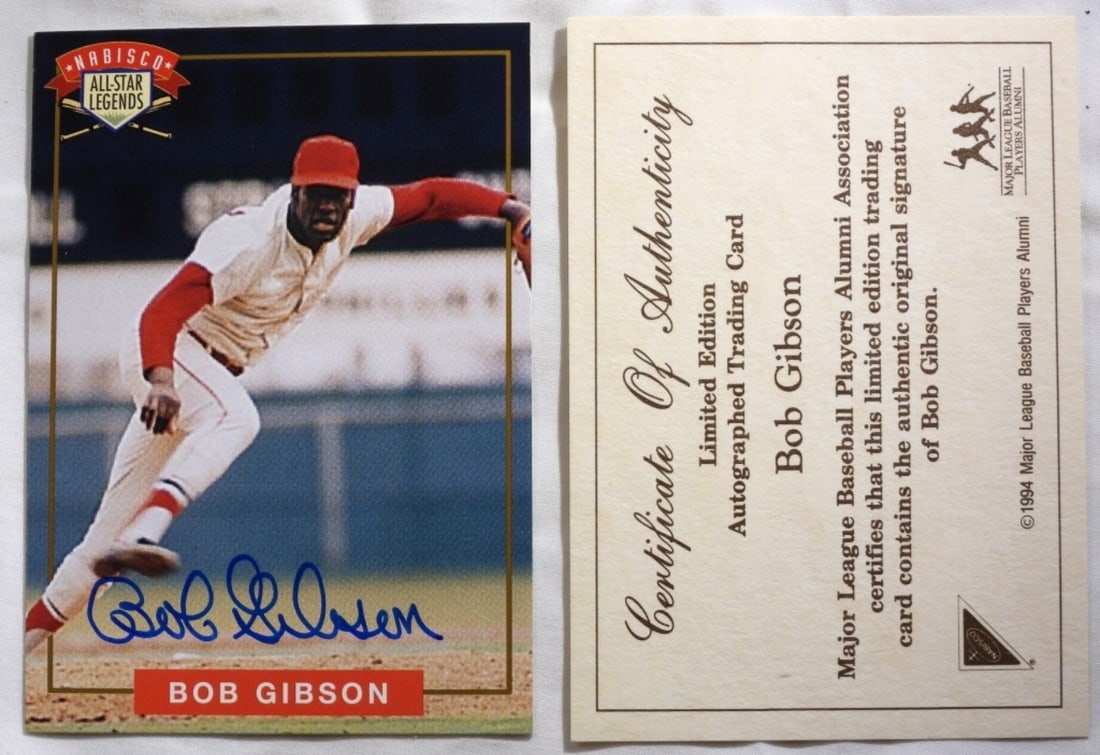 NABISCO
ALL-STAR
LEGENDS
Bob Gibson
BOB GIBSON
Certificate Of Authenticity
Limited Edition
Autographed Trading Card
Bob Gibson
Major League Baseball Players Alumni Association
certifies that this limited edition trading
card contains the authentic original signature
of Bob Gibson.
©1994 Major League Baseball Players Alumni
NABISCO
®
MAJOR LEAGUE BASEBALL
PLAYERS ALUMNI